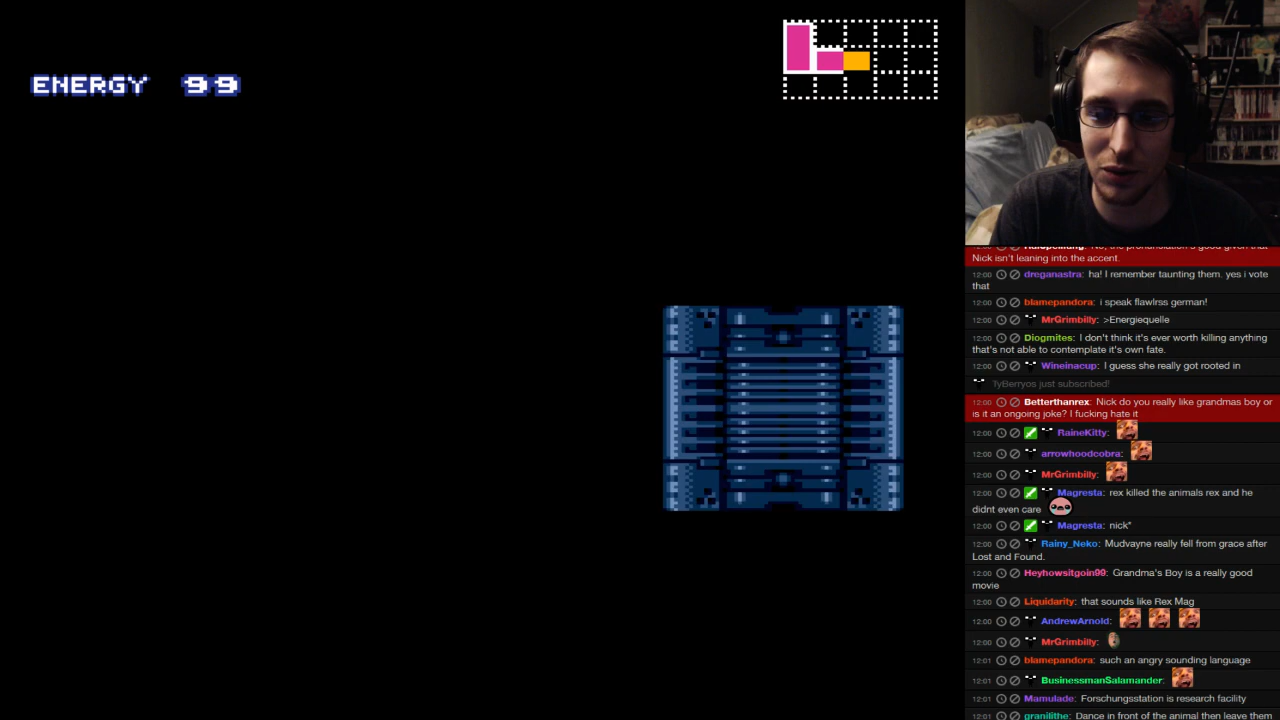 ENERGY 99
Nick isn't leaning into the accent.
12:00 dreganastra: ha! I remember taunting them. yes i vote
that
12:00 blamepandora: i speak flawlrss german!
12:00 MrGrimbilly: >Energiequelle
12:00 Diogmites: I don't think it's ever worth killing anything
that's not able to contemplate it's own fate.
12:00 Wineinacup: I guess she really got rooted in
TyBerryos just subscribed!
12:00 Betterthanrex: Nick do you really like grandmas boy or
is it an ongoing joke? I fucking hate it
12:00 RaineKitty:
12:00 arrowhoodcobra:
12:00 MrGrimbilly:
12:00 Magresta: rex killed the animals rex and he
didnt even care
12:00 Magresta: nick*
12:00 Rainy_Neko: Mudvayne really fell from grace after
Lost and Found.
12:00 Heyhowsitgoin99: Grandma's Boy is a really good
movie
12:00 Liquidarity: that sounds like Rex Mag
12:00 AndrewArnold:
12:00 MrGrimbilly:
12:01 blamepandora: such an angry sounding language
12:01 BusinessmanSalamander:
12:01 Mamulade: Forschungsstation is research facility
12:01 granilithe: Dance in front of the animal then leave them